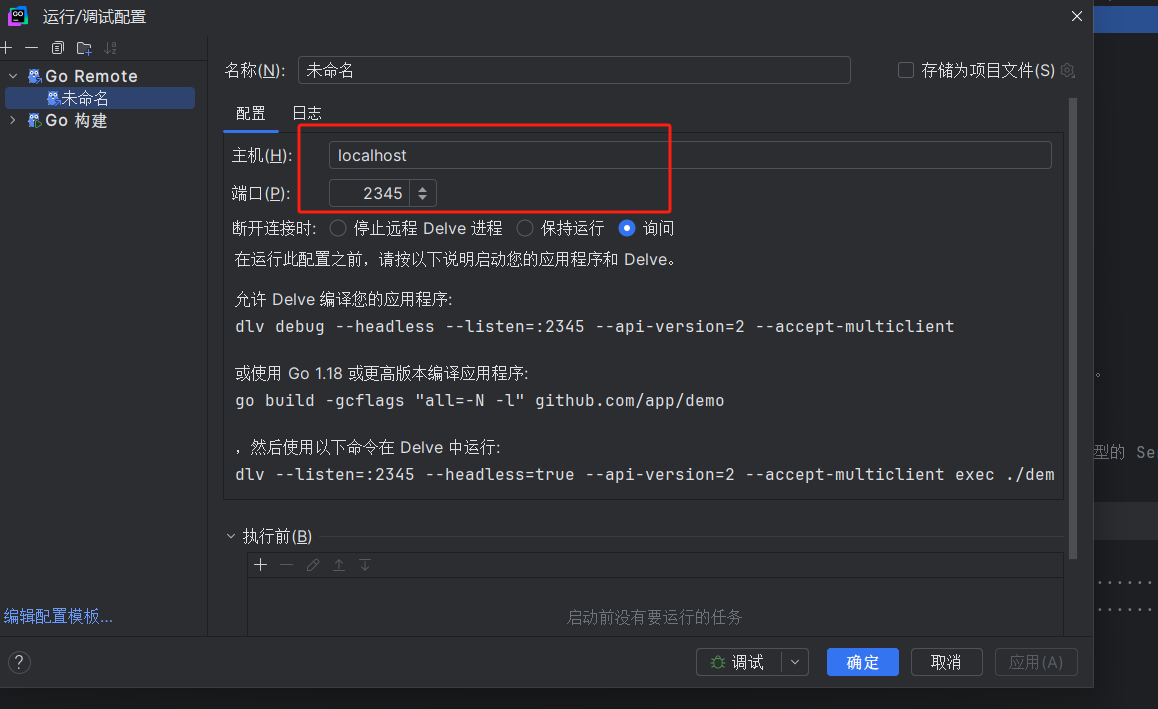 运行/调试配置
Go Remote
未命名
Go 构建
编辑配置模板...
名称(N):
未命名
存储为项目文件(S)
配置
日志
主机(H):
localhost
端口(P):
2345
断开连接时:
停止远程 Delve 进程
保持运行
询问
在运行此配置之前，请按以下说明启动您的应用程序和 Delve。
允许 Delve 编译您的应用程序:
dlv debug --headless --listen=:2345 --api-version=2 --accept-multiclient
或使用 Go 1.18 或更高版本编译应用程序:
go build -gcflags "all=-N -l" github.com/app/demo
，然后使用以下命令在 Delve 中运行:
dlv --listen=:2345 --headless=true --api-version=2 --accept-multiclient exec ./dem
执行前(B)
启动前没有要运行的任务
?
调试
确定
取消
应用(A)
。
型的 Se
......
......